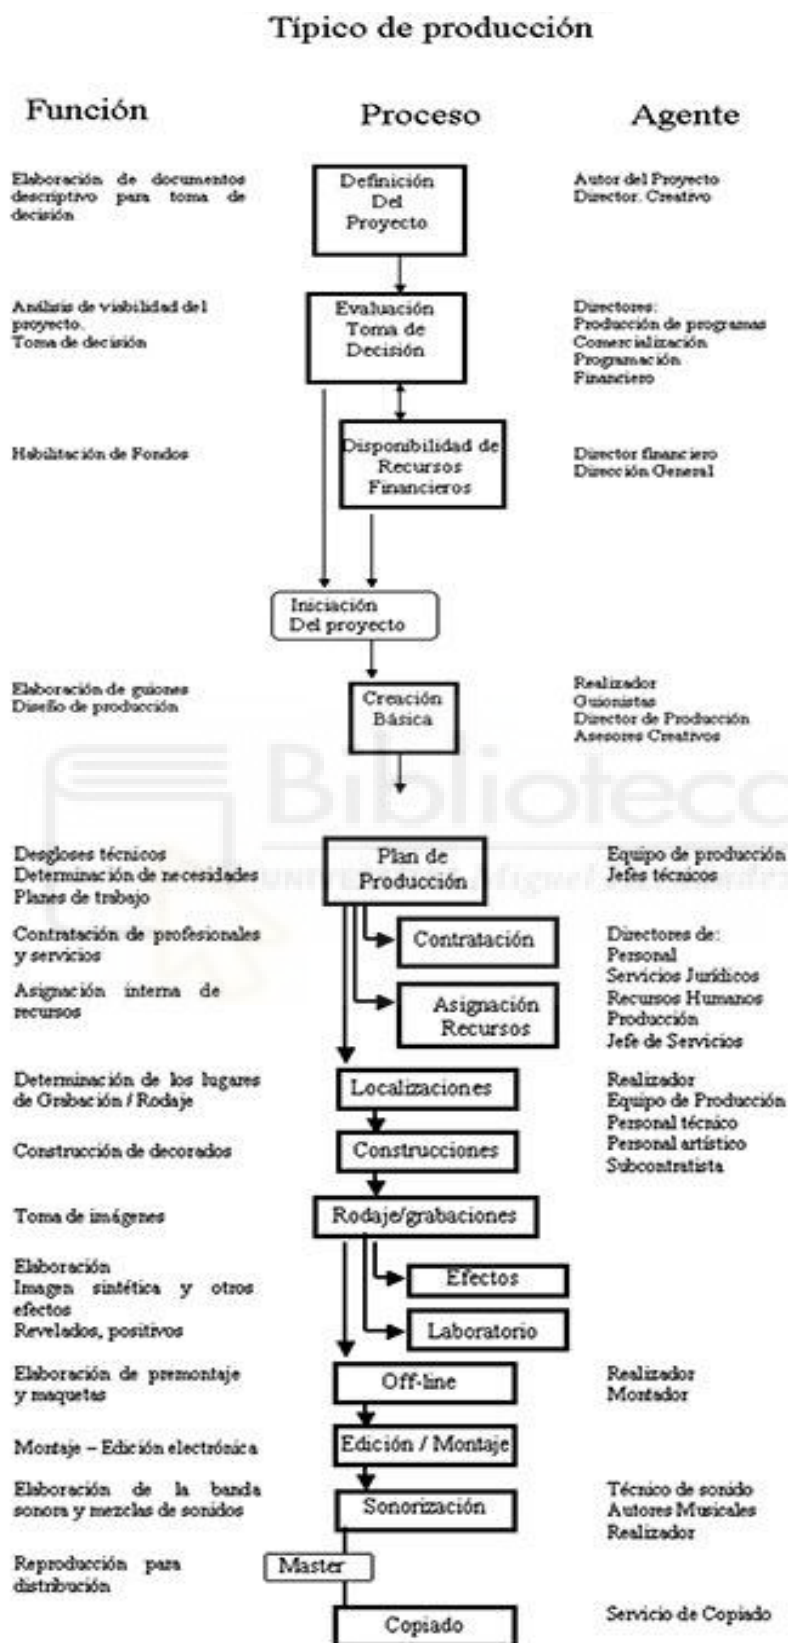 Típico de producción
Función
Proceso
Agente
Elaboración de documentos
descriptivo para toma de
decisión
Definición
Del
Proyecto
Autor del Proyecto
Director. Creativo
Análisis de viabilidad del
proyecto.
Toma de decisión
Evaluación
Toma de
Decisión
Directores:
Producción de programas
Comercialización
Programación
Financiero
Habilitación de Fondos
Disponibilidad de
Recursos
Financieros
Director financiero
Dirección General
Iniciación
Del proyecto
Elaboración de guiones
Diseño de producción
Creación
Básica
Realizador
Guionistas
Director de Producción
Asesores Creativos
Biblioteca
Desgloses técnicos
Determinación de necesidades
Planes de trabajo
Plan de
Producción
Equipo de producción
Jefes técnicos
Miguel
Contratación de profesionales
y servicios
Contratación
Directores de:
Personal
Servicios Jurídicos
Recursos Humanos
Producción
Jefe de Servicios
Asignación interna de
recursos
Asignación
Recursos
Determinación de los lugares
de Grabación / Rodaje
Localizaciones
Realizador
Equipo de Producción
Personal técnico
Personal artístico
Subcontratista
Construcción de decorados
Construcciones
Toma de imágenes
Rodaje/grabaciones
Elaboración
Imagen sintética y otros
efectos
Revelados, positivos
Efectos
Laboratorio
Elaboración de premontaje
y maquetas
Off-line
Realizador
Montador
Montaje – Edición electrónica
Edición / Montaje
Elaboración de la banda
sonora y mezclas de sonidos
Sonorización
Técnico de sonido
Autores Musicales
Realizador
Reproducción para
distribución
Master
Copiado
Servicio de Copiado